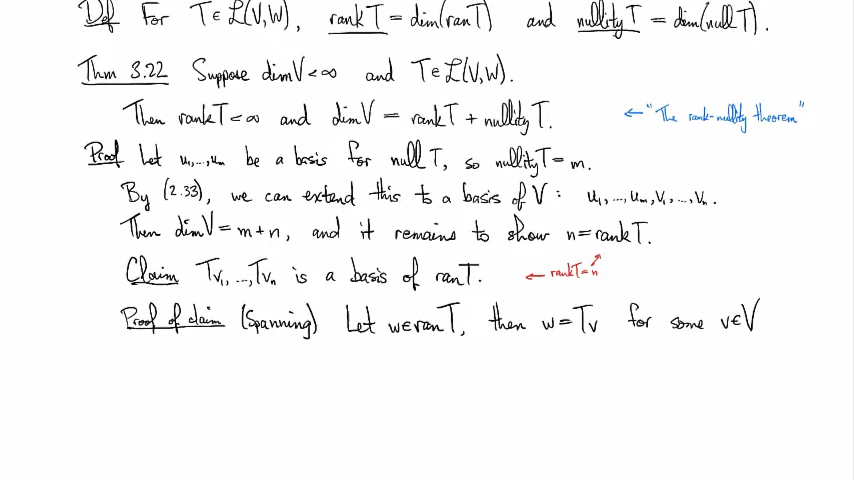 Def For T∈L(V,W), rank T = dim(ran T) and nullity T = dim(null T).
Thm 3.22 Suppose dim V < ∞ and T∈L(V,W).
Then rank T < ∞ and dim V = rank T + nullity T. ← "The rank-nullity theorem"
Proof Let u₁,...,uₘ be a basis for null T, so nullity T = m.
By (2.33), we can extend this to a basis of V: u₁,...,uₘ,v₁,...,vₙ.
Then dim V = m+n, and it remains to show n = rank T.
Claim Tv₁,...,Tvₙ is a basis of ran T. ← rank T = n ↗
Proof of claim (Spanning) Let w∈ran T, then w = Tv for some v∈V